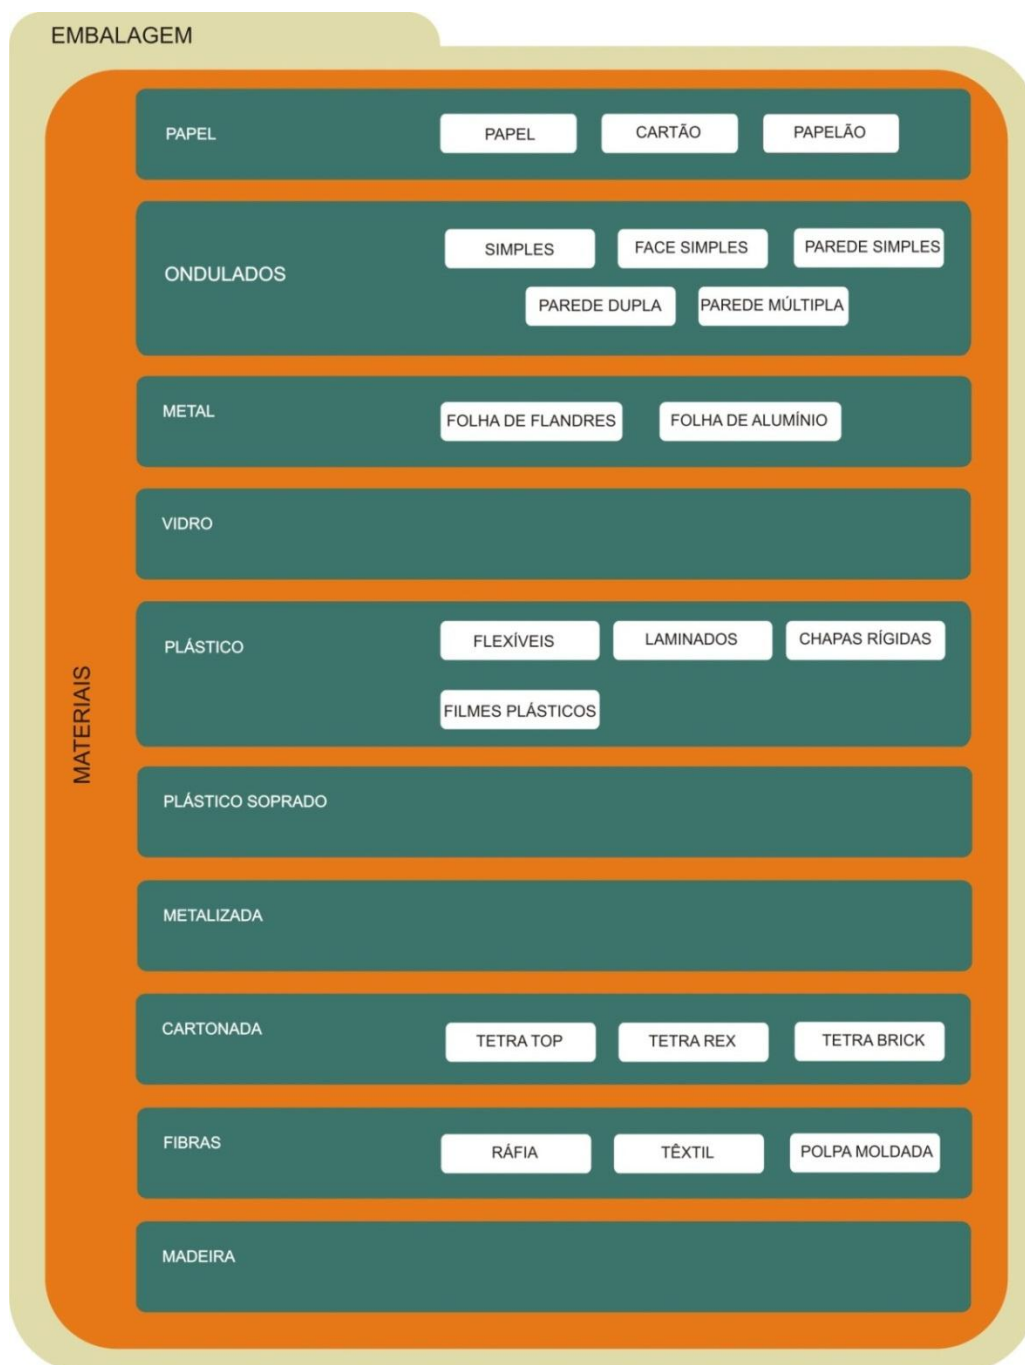 EMBALAGEM
MATERIAIS
PAPEL
PAPEL
CARTÃO
PAPELÃO
ONDULADOS
SIMPLES
FACE SIMPLES
PAREDE SIMPLES
PAREDE DUPLA
PAREDE MÚLTIPLA
METAL
FOLHA DE FLANDRES
FOLHA DE ALUMÍNIO
VIDRO
PLÁSTICO
FLEXÍVEIS
LAMINADOS
CHAPAS RÍGIDAS
FILMES PLÁSTICOS
PLÁSTICO SOPRADO
METALIZADA
CARTONADA
TETRA TOP
TETRA REX
TETRA BRICK
FIBRAS
RÁFIA
TÊXTIL
POLPA MOLDADA
MADEIRA